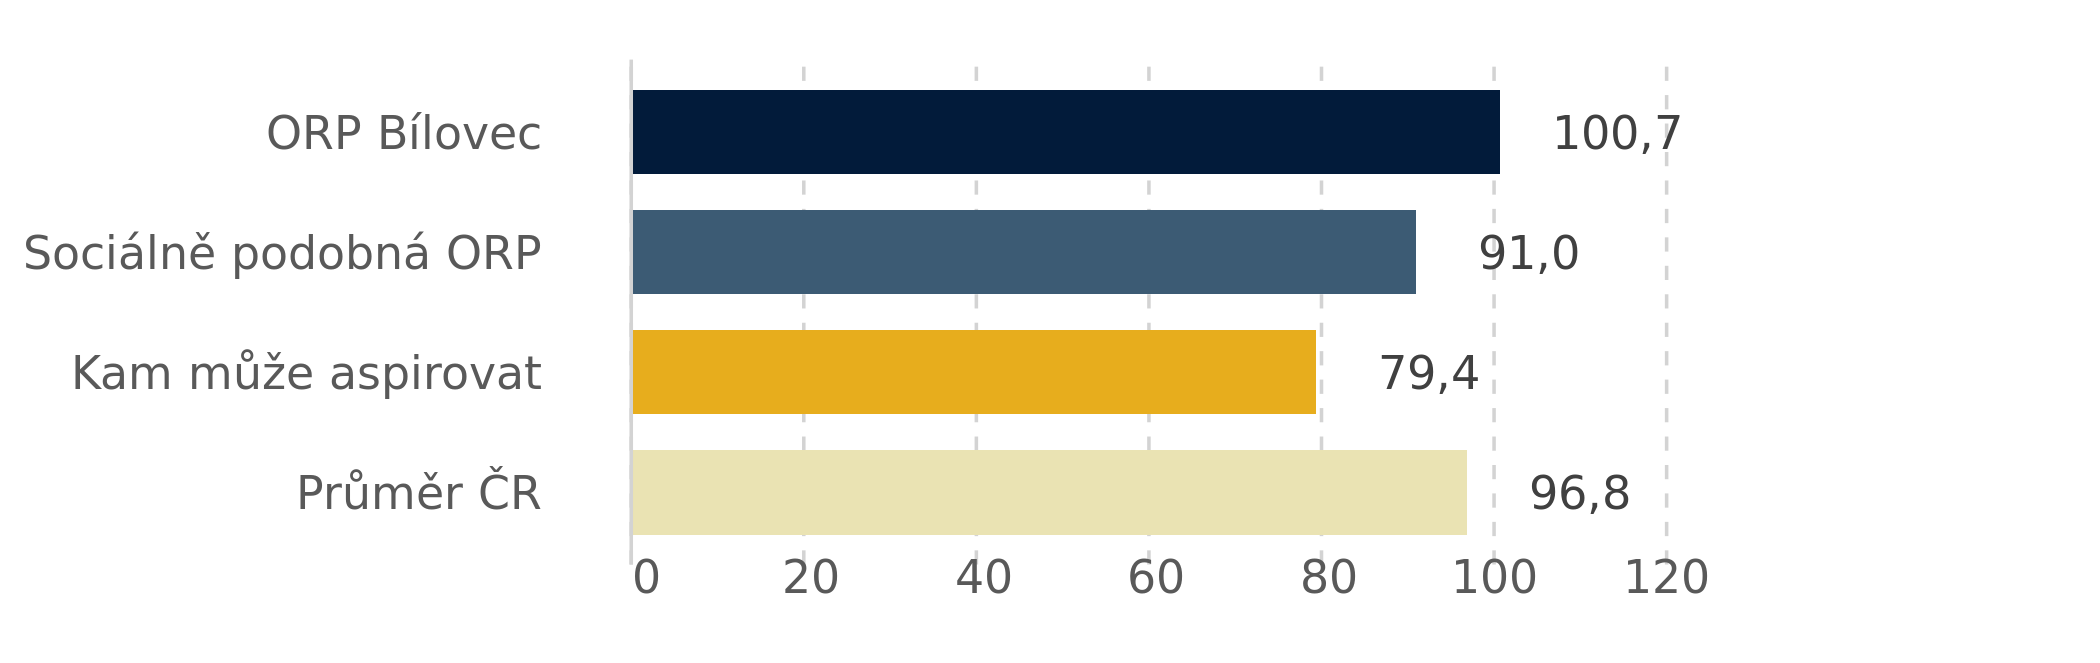 ORP Bílovec
100,7
Sociálně podobná ORP
91,0
Kam může aspirovat
79,4
Průměr ČR
96,8
0 20 40 60 80 100 120